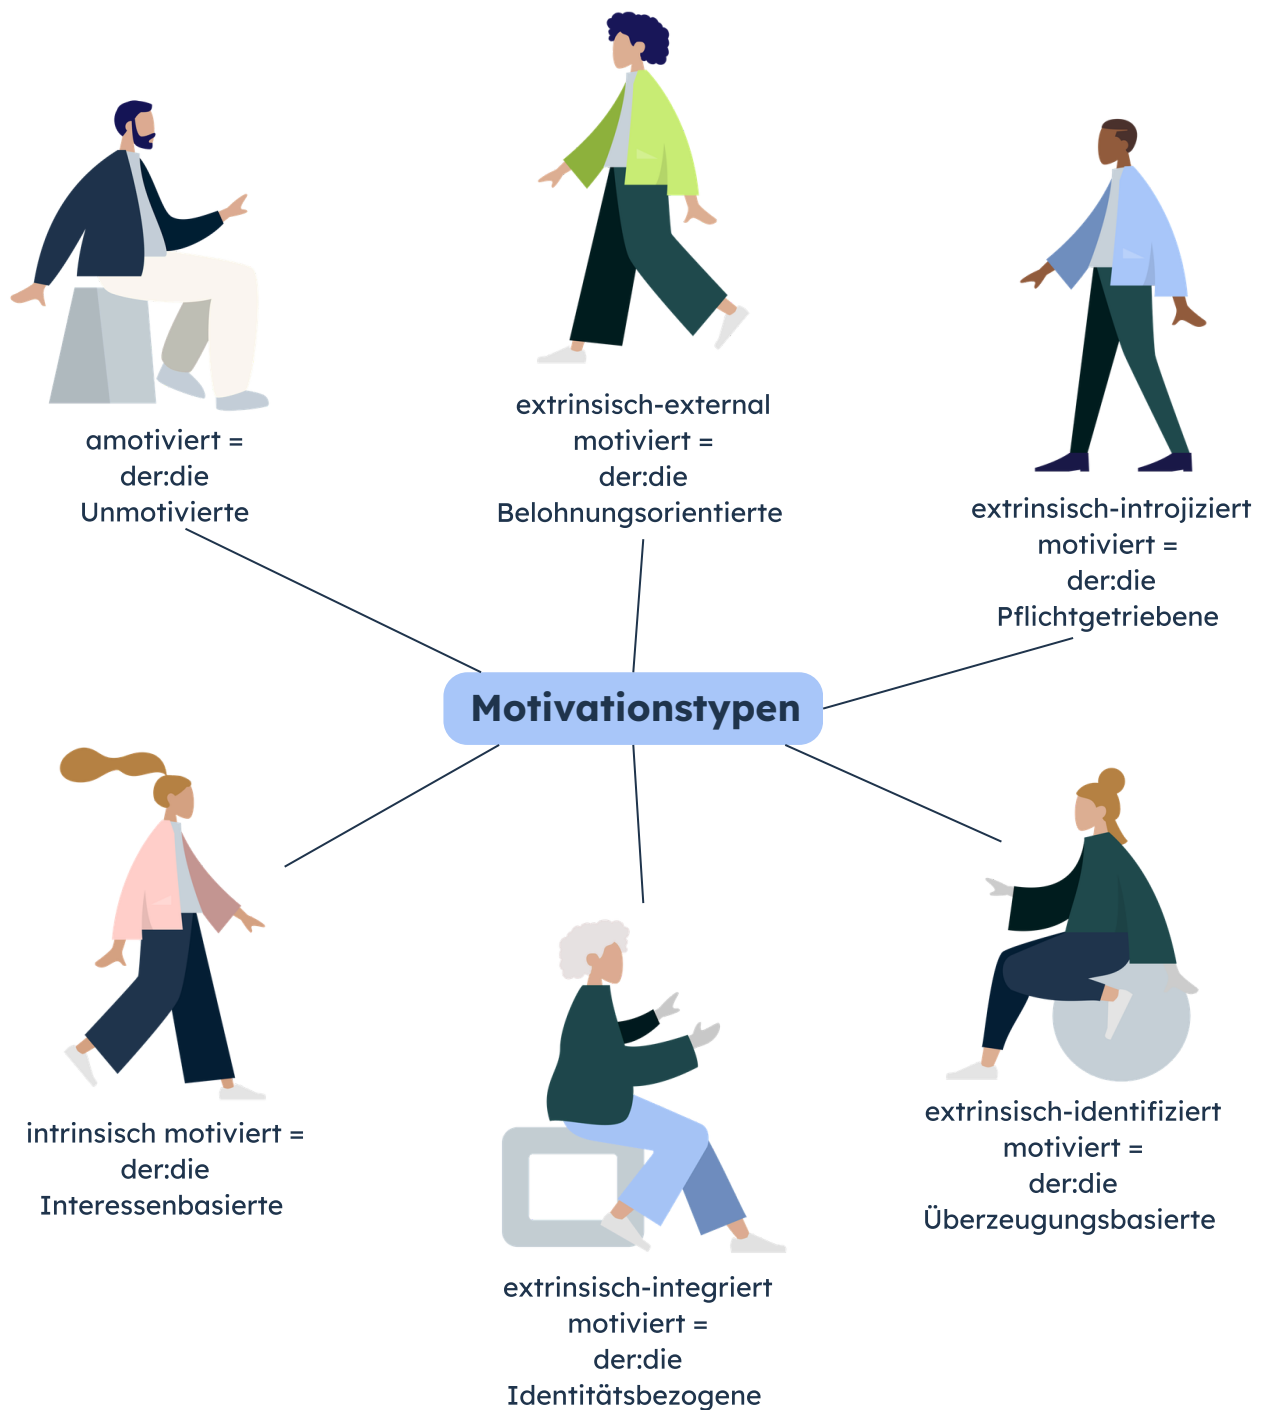 amotiviert =
der:die
Unmotivierte
extrinsisch-external
motiviert =
der:die
Belohnungsorientierte
extrinsisch-introjiziert
motiviert =
der:die
Pflichtgetriebene
Motivationstypen
intrinsisch motiviert =
der:die
Interessenbasierte
extrinsisch-integriert
motiviert =
der:die
Identitätsbezogene
extrinsisch-identifiziert
motiviert =
der:die
Überzeugungsbasierte